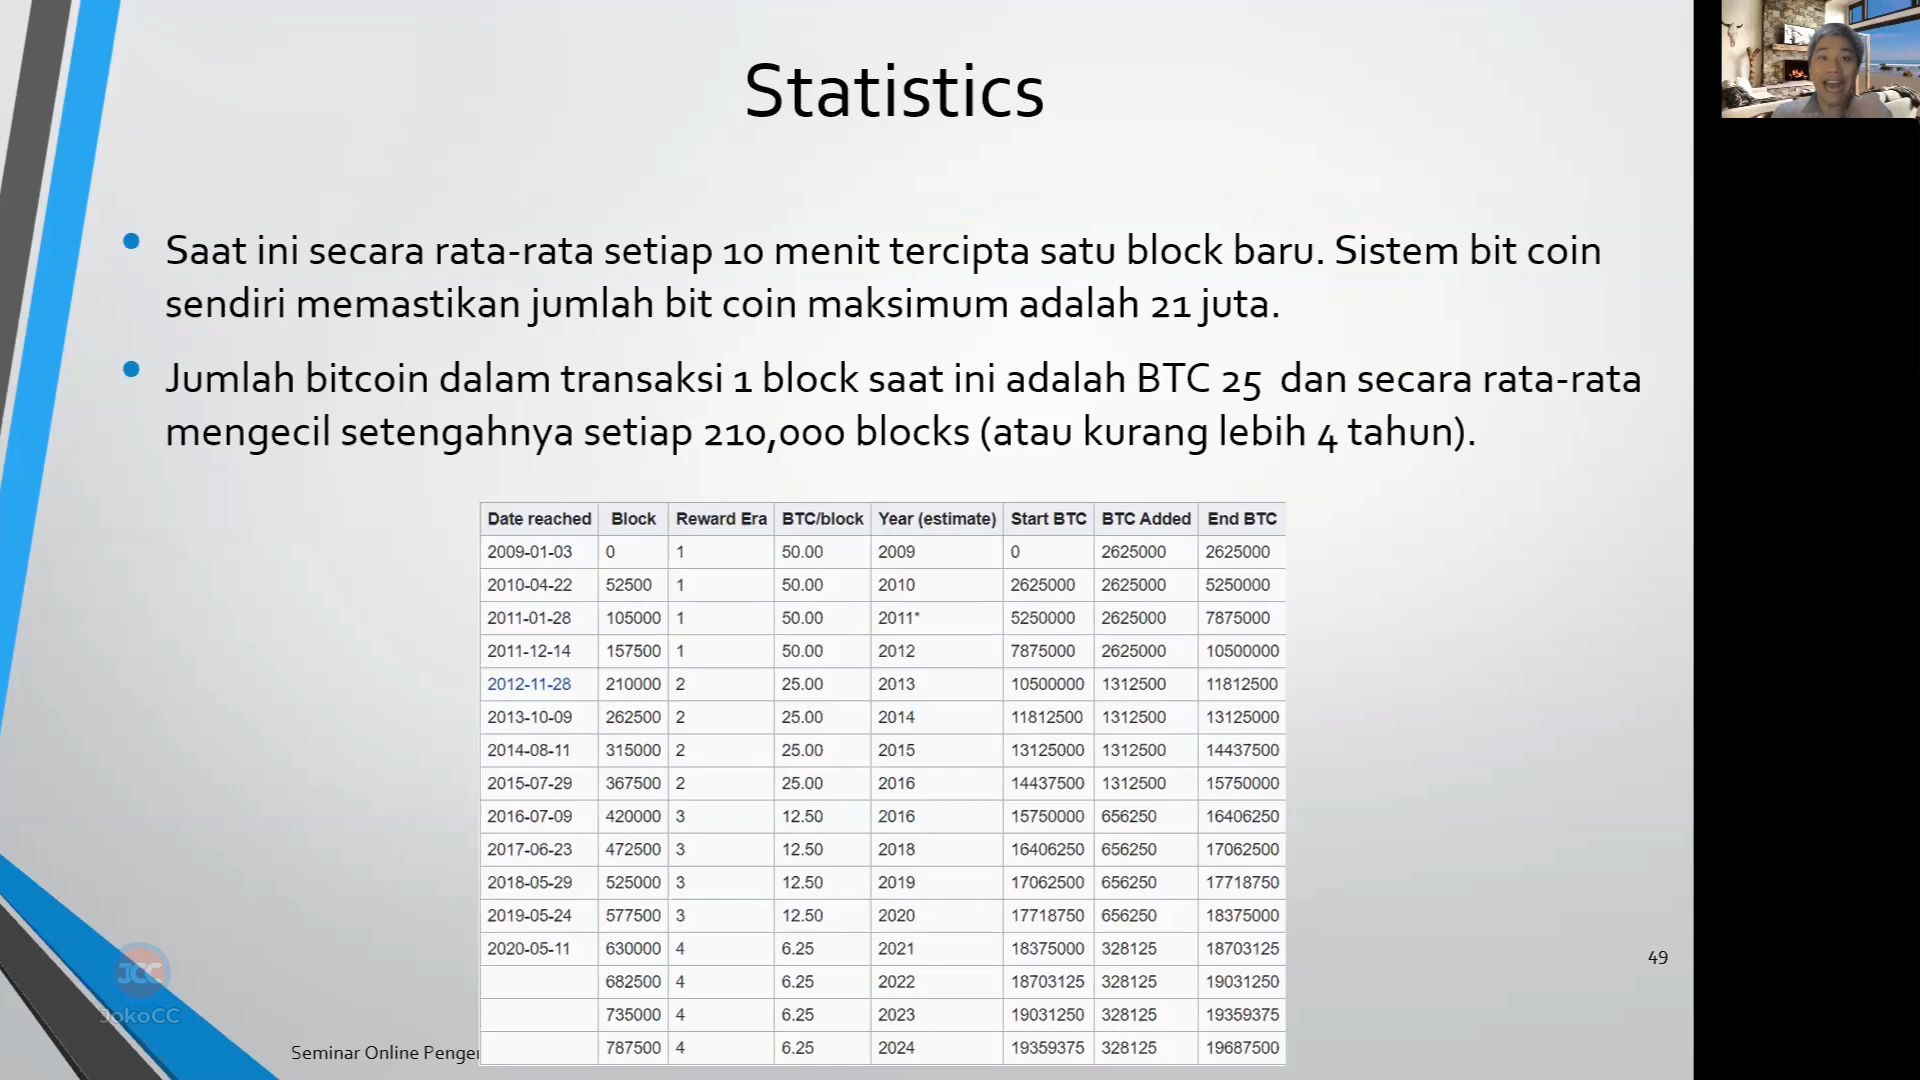 Statistics
Saat ini secara rata-rata setiap 10 menit tercipta satu block baru. Sistem bit coin
sendiri memastikan jumlah bit coin maksimum adalah 21 juta.
Jumlah bitcoin dalam transaksi 1 block saat ini adalah BTC 25 dan secara rata-rata
mengecil setengahnya setiap 210,000 blocks (atau kurang lebih 4 tahun).
Date reached Block Reward Era BTC/block Year (estimate) Start BTC BTC Added End BTC
2009-01-03 0 1 50.00 2009 0 2625000 2625000
2010-04-22 52500 1 50.00 2010 2625000 2625000 5250000
2011-01-28 105000 1 50.00 2011* 5250000 2625000 7875000
2011-12-14 157500 1 50.00 2012 7875000 2625000 10500000
2012-11-28 210000 2 25.00 2013 10500000 1312500 11812500
2013-10-09 262500 2 25.00 2014 11812500 1312500 13125000
2014-08-11 315000 2 25.00 2015 13125000 1312500 14437500
2015-07-29 367500 2 25.00 2016 14437500 1312500 15750000
2016-07-09 420000 3 12.50 2016 15750000 656250 16406250
2017-06-23 472500 3 12.50 2018 16406250 656250 17062500
2018-05-29 525000 3 12.50 2019 17062500 656250 17718750
2019-05-24 577500 3 12.50 2020 17718750 656250 18375000
2020-05-11 630000 4 6.25 2021 18375000 328125 18703125
682500 4 6.25 2022 18703125 328125 19031250
735000 4 6.25 2023 19031250 328125 19359375
787500 4 6.25 2024 19359375 328125 19687500
49
JCC
JokoCC
Seminar Online Penger